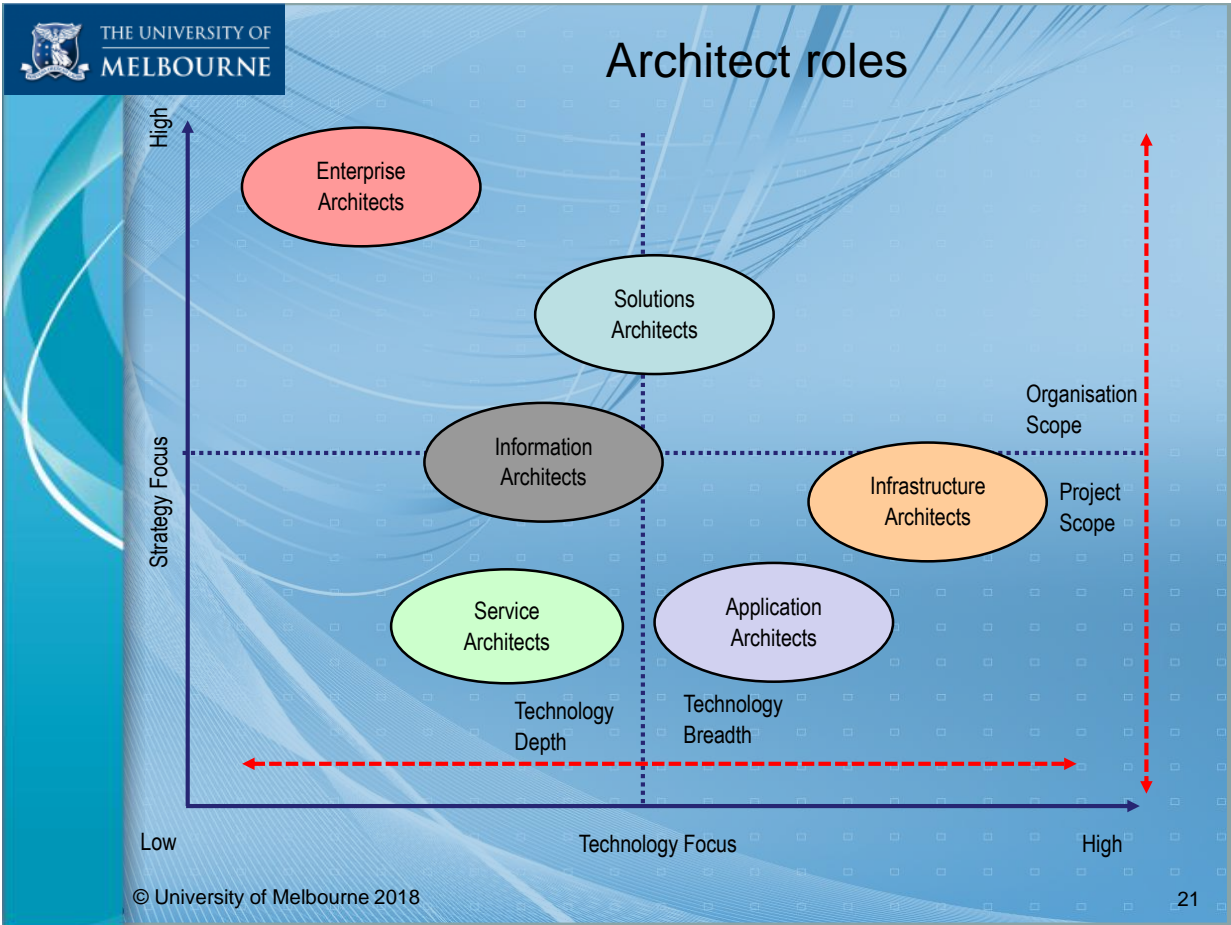 THE UNIVERSITY OF
MELBOURNE
Architect roles
High
Enterprise
Architects
Solutions
Architects
Organisation
Scope
Strategy Focus
Information
Architects
Infrastructure
Architects
Project
Scope
Service
Architects
Application
Architects
Technology
Depth
Technology
Breadth
Low
Technology Focus
High
© University of Melbourne 2018
21